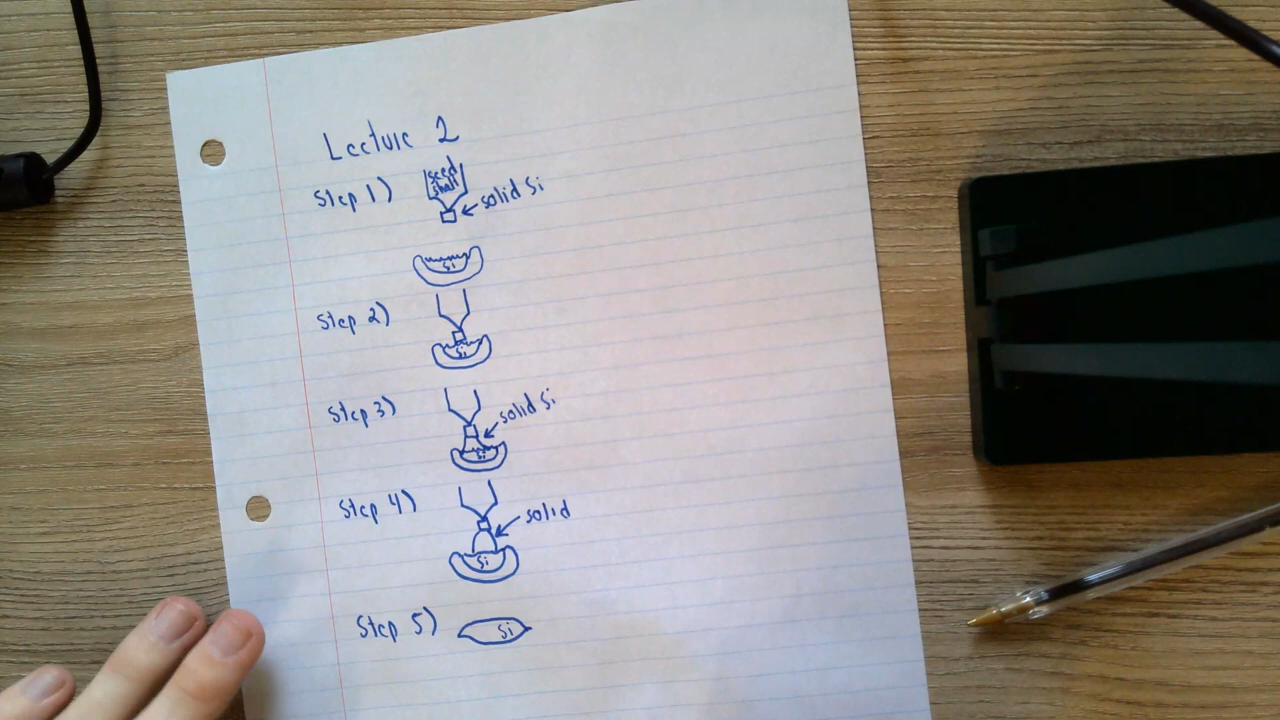 Lecture 2
Step 1)
seed
shaft
solid Si
Si
Step 2)
Si
Step 3)
solid Si
Si
Step 4)
solid
Si
Step 5)
Si